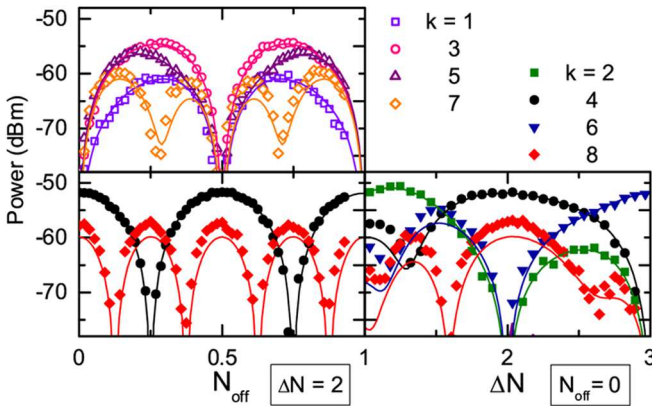 -50
-60
-70
k = 1
3
5
7
k = 2
4
6
8
Power (dBm)
-50
-60
-70
0
0.5
1
2
3
N_off
ΔN = 2
ΔN
N_off=0